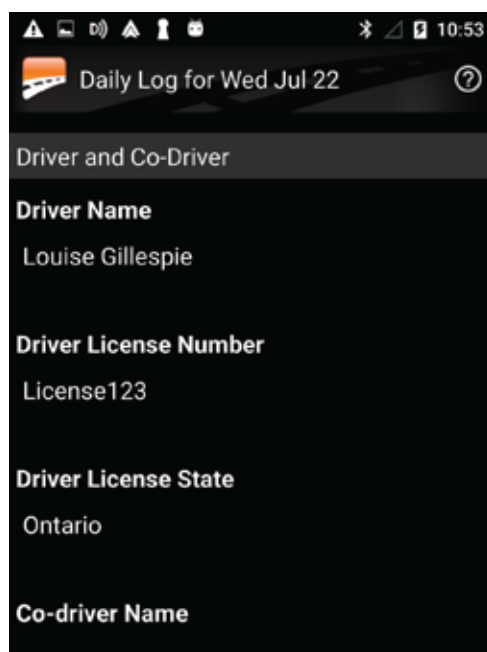 10:53
Daily Log for Wed Jul 22
Driver and Co-Driver
Driver Name
Louise Gillespie
Driver License Number
License123
Driver License State
Ontario
Co-driver Name